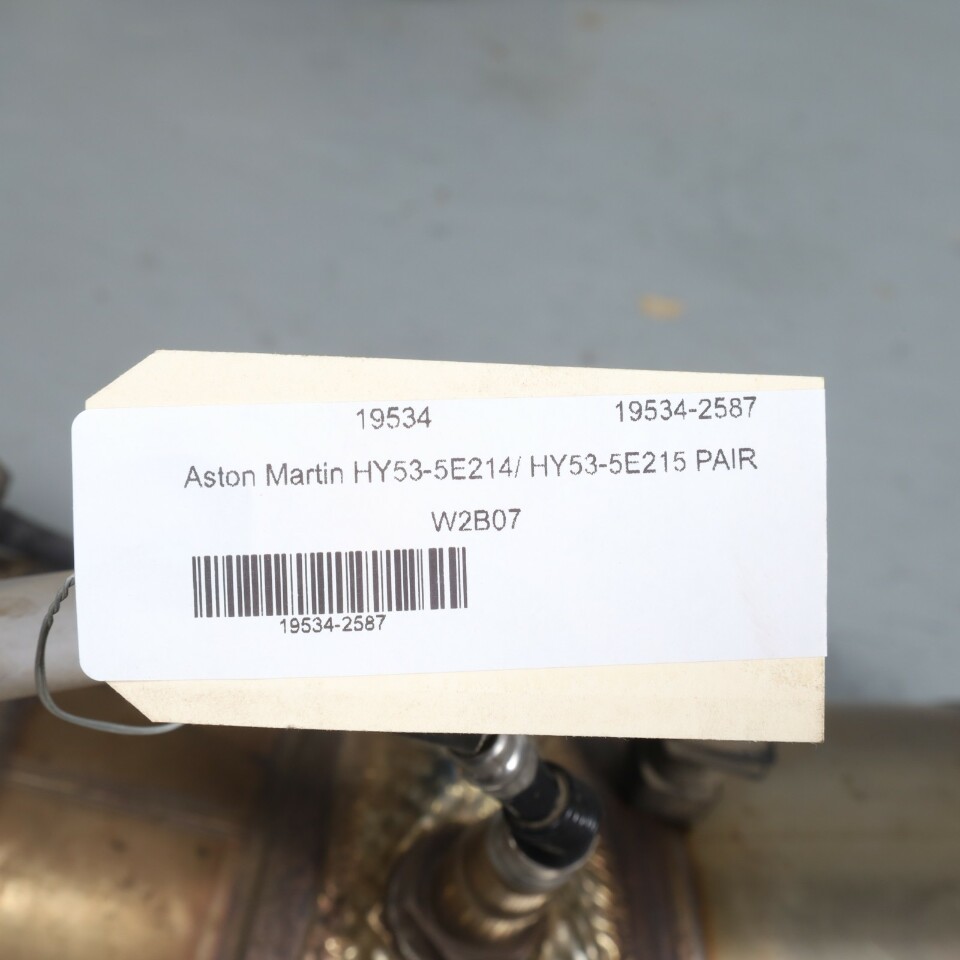 19534 19534-2587
Aston Martin HY53-5E214/ HY53-5E215 PAIR
W2B07
19534-2587